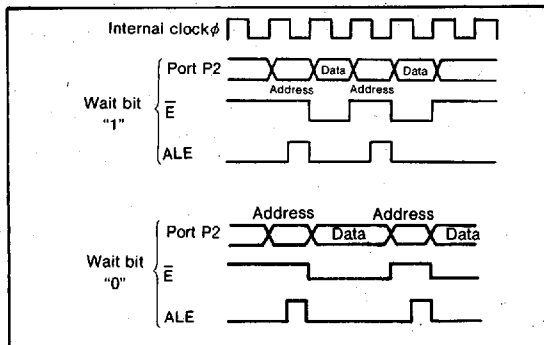 Internal clockφ
Port P2
Data
Data
Address
Address
Wait bit
"1"
E̅
ALE
Address
Address
Port P2
Data
Data
Wait bit
"0"
E̅
ALE